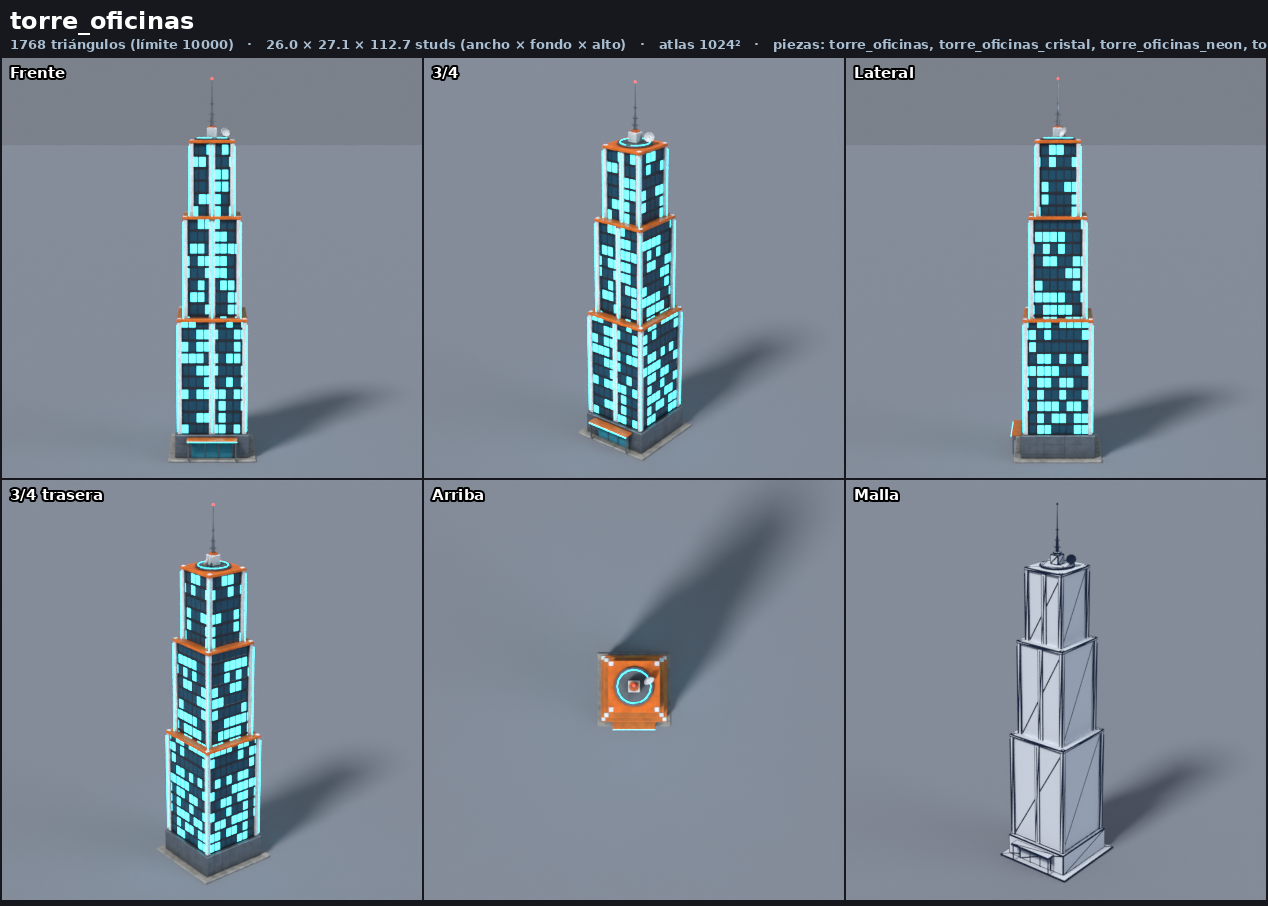 torre_oficinas
1768 triángulos (límite 10000) · 26.0 × 27.1 × 112.7 studs (ancho × fondo × alto) · atlas 1024² · piezas: torre_oficinas, torre_oficinas_cristal, torre_oficinas_neon, to
Frente
3/4
Lateral
3/4 trasera
Arriba
Malla